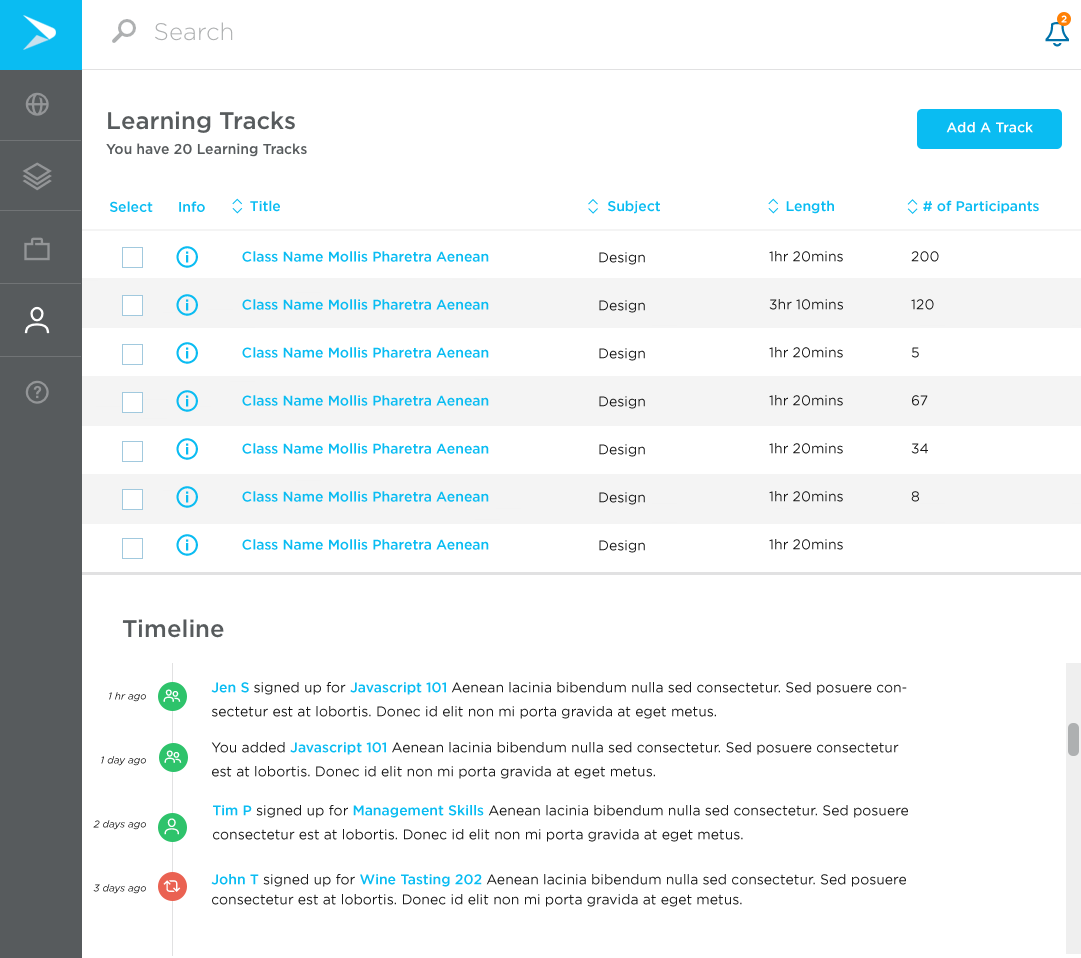 Search
2
Learning Tracks
You have 20 Learning Tracks
Add A Track
Select Info Title Subject Length # of Participants
Class Name Mollis Pharetra Aenean Design 1hr 20mins 200
Class Name Mollis Pharetra Aenean Design 3hr 10mins 120
Class Name Mollis Pharetra Aenean Design 1hr 20mins 5
Class Name Mollis Pharetra Aenean Design 1hr 20mins 67
Class Name Mollis Pharetra Aenean Design 1hr 20mins 34
Class Name Mollis Pharetra Aenean Design 1hr 20mins 8
Class Name Mollis Pharetra Aenean Design 1hr 20mins
Timeline
1 hr ago
Jen S signed up for Javascript 101 Aenean lacinia bibendum nulla sed consectetur. Sed posuere con-
sectetur est at lobortis. Donec id elit non mi porta gravida at eget metus.
1 day ago
You added Javascript 101 Aenean lacinia bibendum nulla sed consectetur. Sed posuere consectetur
est at lobortis. Donec id elit non mi porta gravida at eget metus.
2 days ago
Tim P signed up for Management Skills Aenean lacinia bibendum nulla sed consectetur. Sed posuere
consectetur est at lobortis. Donec id elit non mi porta gravida at eget metus.
3 days ago
John T signed up for Wine Tasting 202 Aenean lacinia bibendum nulla sed consectetur. Sed posuere
consectetur est at lobortis. Donec id elit non mi porta gravida at eget metus.